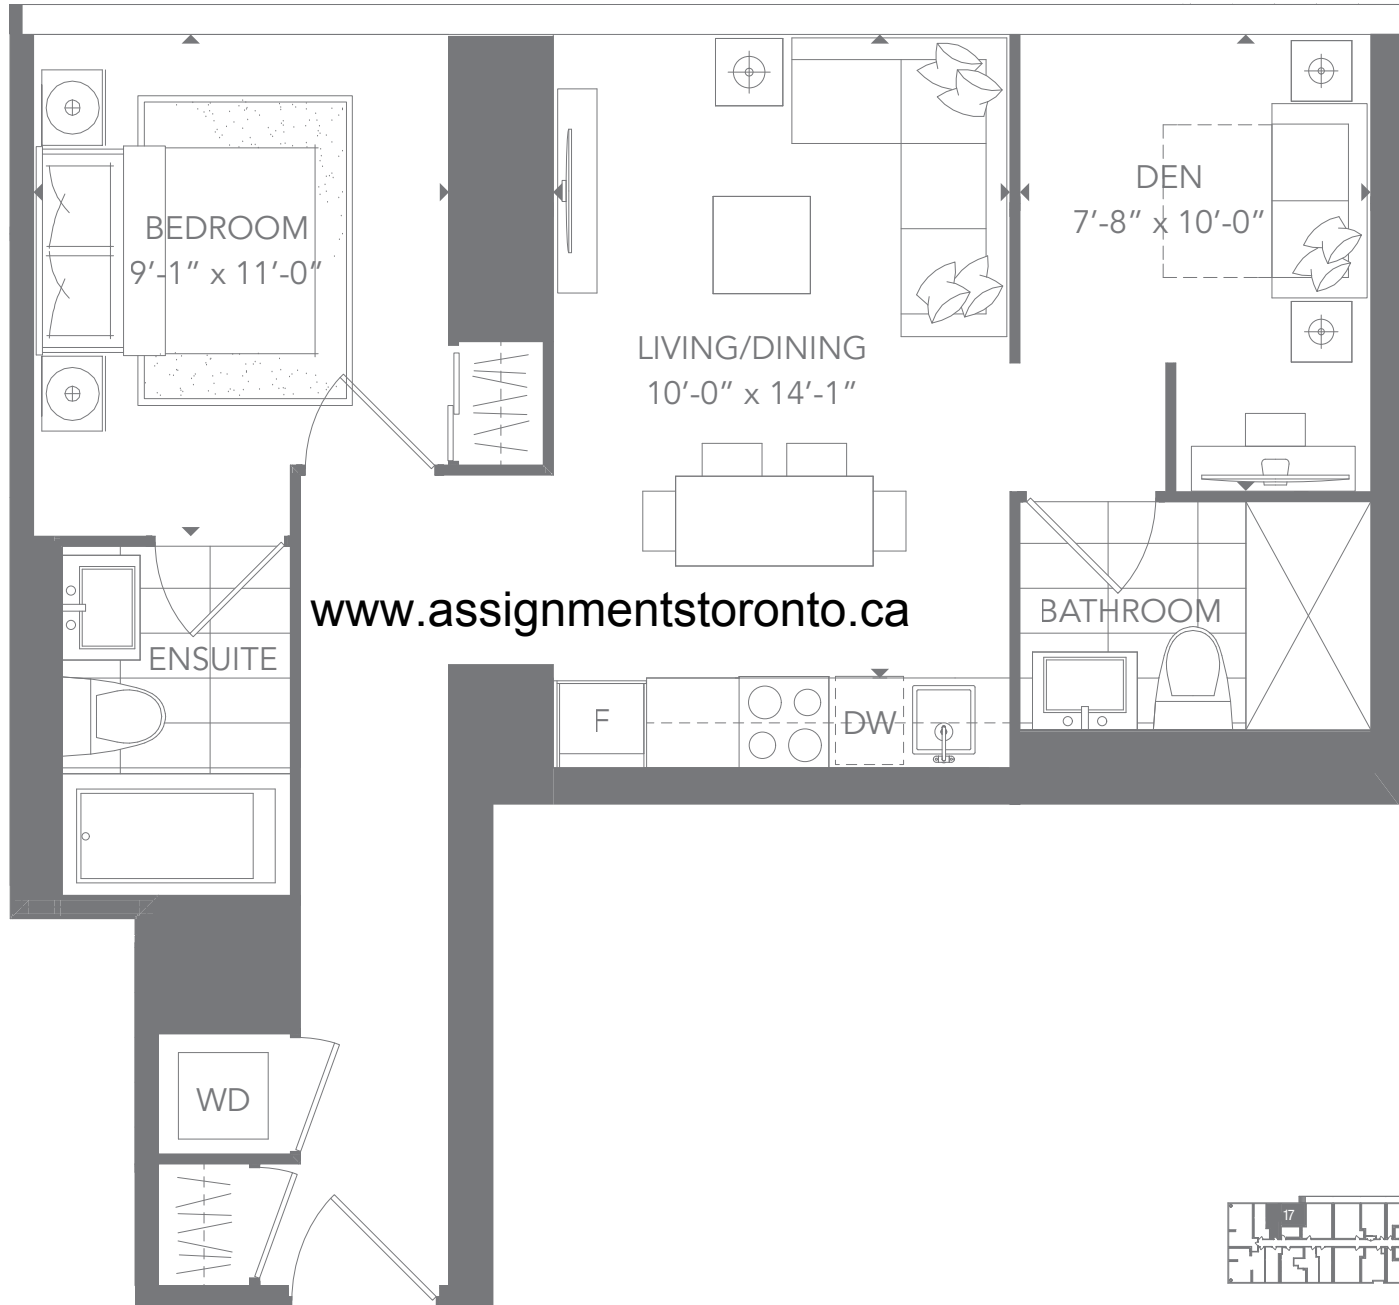 BEDROOM
9'-1" x 11'-0"
LIVING/DINING
10'-0" x 14'-1"
DEN
7'-8" x 10'-0"
www.assignmentstoronto.ca
ENSUITE
BATHROOM
F
DW
WD
17